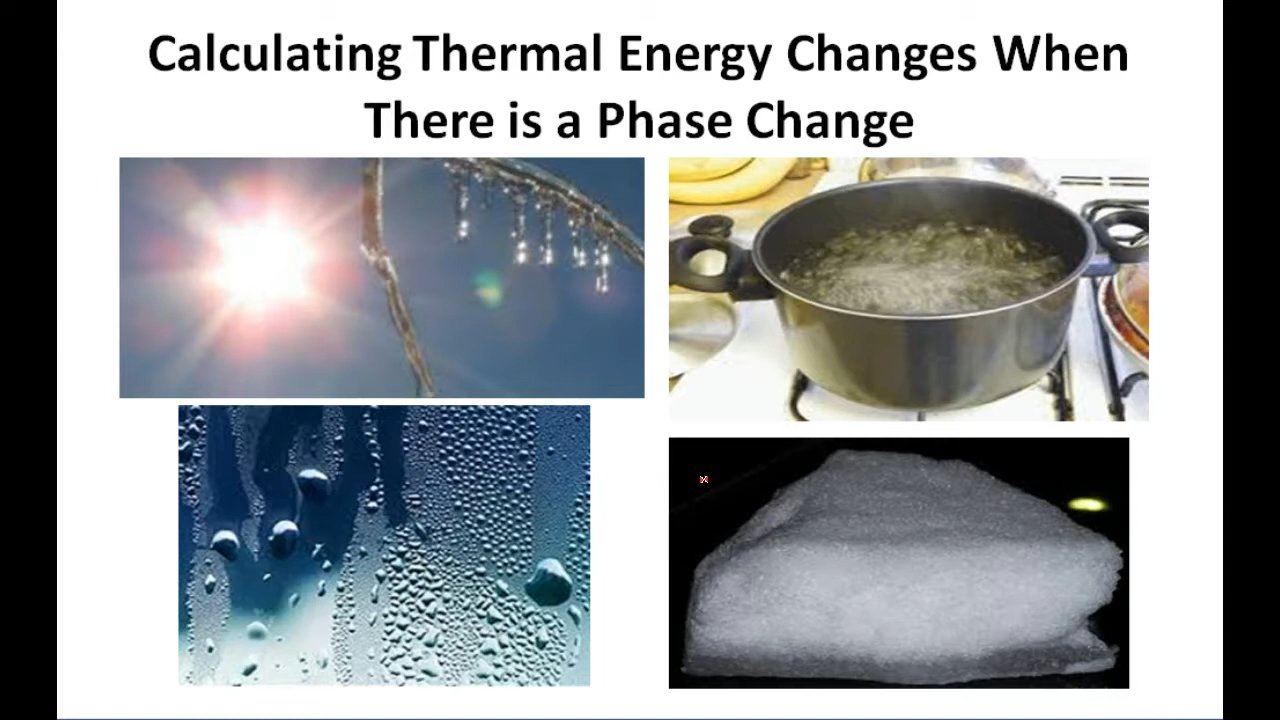 Calculating Thermal Energy Changes When
There is a Phase Change